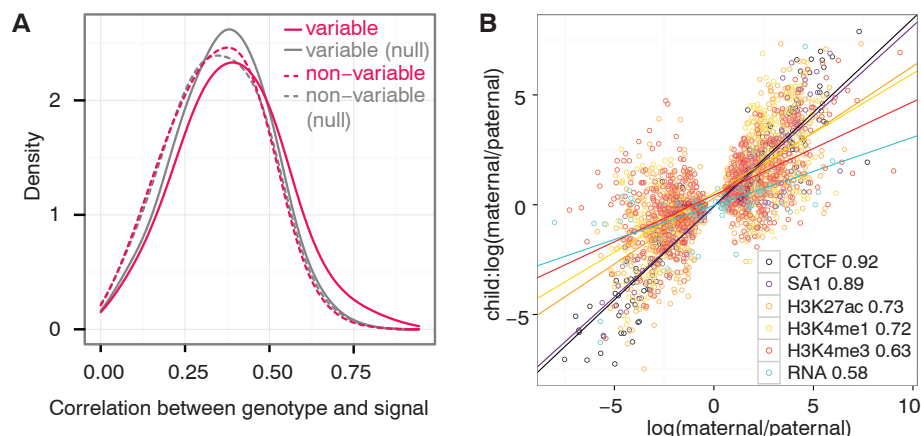 A
variable
variable (null)
non−variable
non−variable
(null)
Density
2
1
0
0.00 0.25 0.50 0.75
Correlation between genotype and signal
B
child:log(maternal/paternal)
5
0
−5
CTCF 0.92
SA1 0.89
H3K27ac 0.73
H3K4me1 0.72
H3K4me3 0.63
RNA 0.58
−5 0 5 10
log(maternal/paternal)